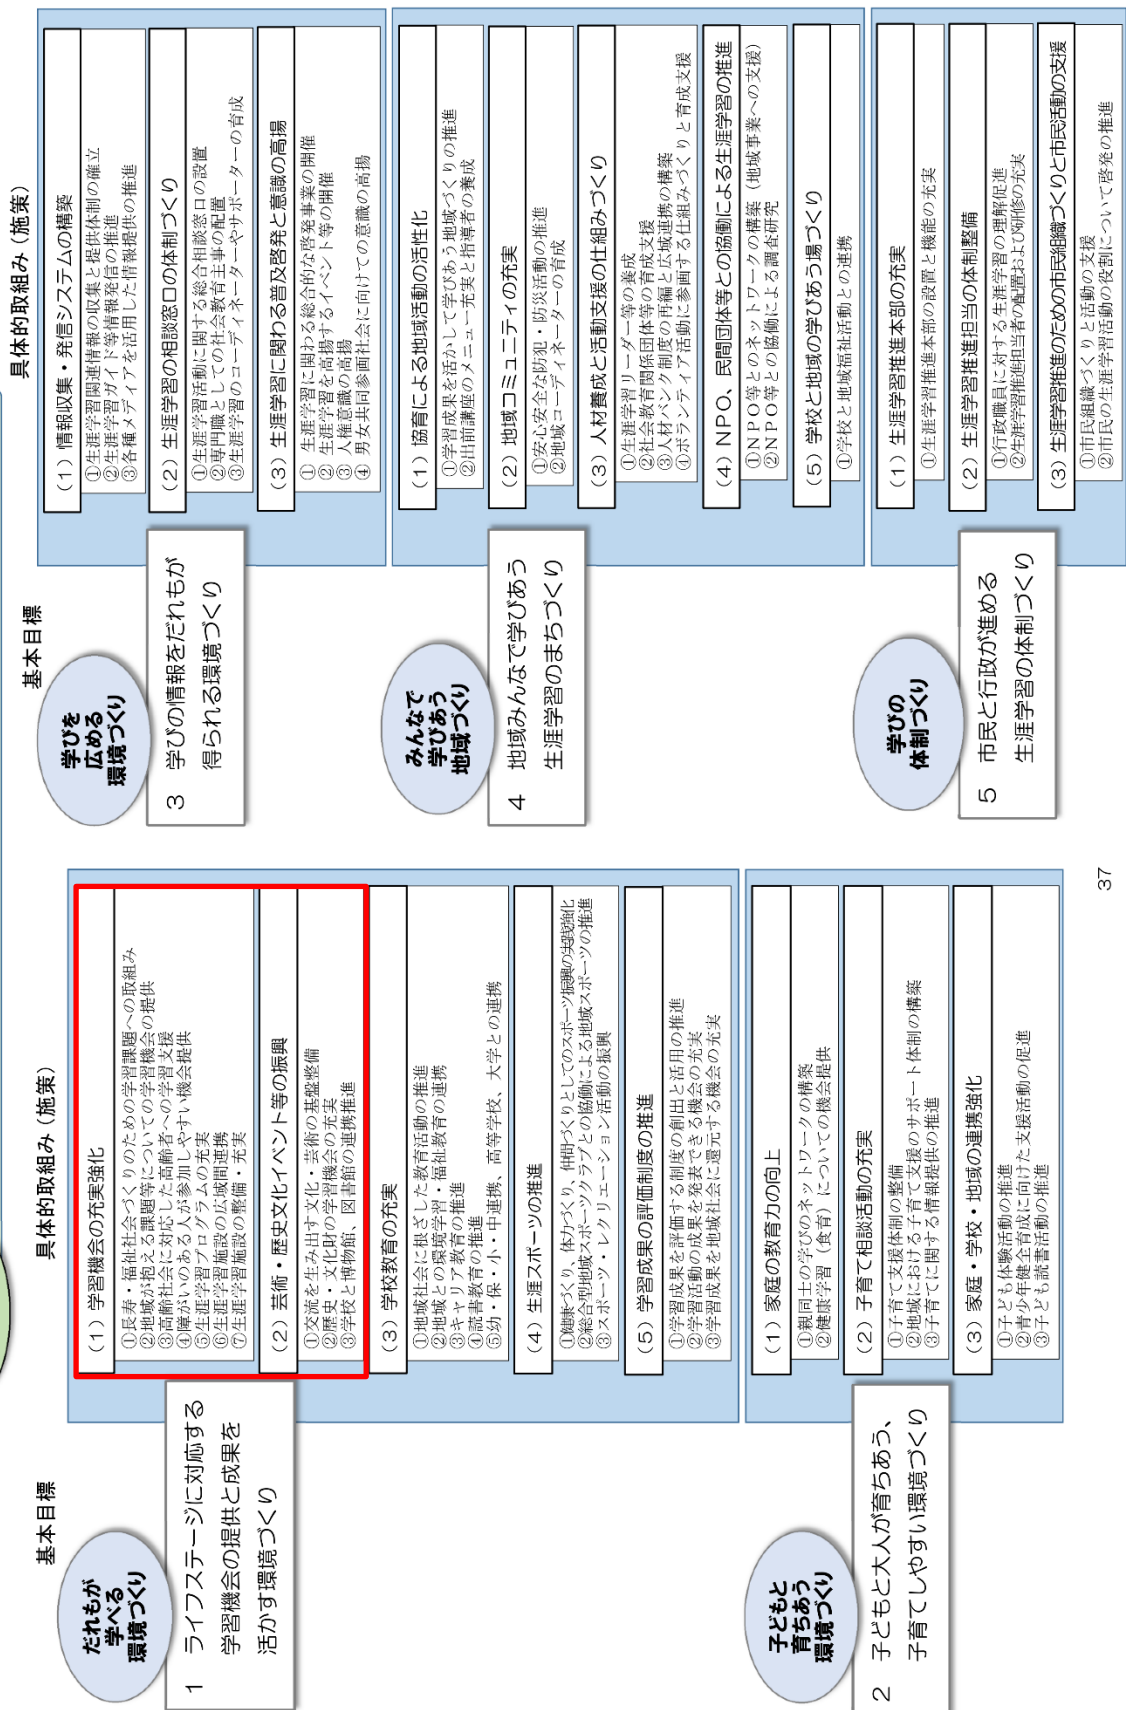 基本目標
具体的取組み（施策）
だれもが
学べる
環境づくり
1 ライフステージに対応する
学習機会の提供と成果を
活かす環境づくり
（1）学習機会の充実強化
①長寿・福祉社会づくりのための学習課題への取組み
②地域が抱える課題等についての学習機会の提供
③高齢社会に対応した高齢者への学習支援
④障がいのある人が参加しやすい機会提供
⑤生涯学習プログラムの充実
⑥生涯学習施設の広域間連携
⑦生涯学習施設の整備・充実
（2）芸術・歴史文化イベント等の振興
①交流を生み出す文化・芸術の基盤整備
②歴史・文化財の学習機会の充実
③学校と博物館、図書館の連携推進
（3）学校教育の充実
①地域社会に根ざした教育活動の推進
②地域との環境学習・福祉教育の連携
③キャリア教育の推進
④読書教育の推進
⑤幼・保・小・中連携、高等学校、大学との連携
（4）生涯スポーツの推進
①健康づくり、体力づくり、仲間づくりとしてのスポーツ振興の実践強化
②総合型地域スポーツクラブとの協働による地域スポーツの推進
③スポーツ・レクリエーション活動の振興
（5）学習成果の評価制度の推進
①学習成果を評価する制度の創出と活用の推進
②学習活動の成果を発表できる機会の充実
③学習成果を地域社会に還元する機会の充実
子どもと
育ちあう
環境づくり
2 子どもと大人が育ちあう、
子育てしやすい環境づくり
（1）家庭の教育力の向上
①親同士の学びのネットワークの構築
②健康学習（食育）についての機会提供
（2）子育て相談活動の充実
①子育て支援体制の整備
②地域における子育て支援のサポート体制の構築
③子育てに関する情報提供の推進
（3）家庭・学校・地域の連携強化
①子ども体験活動の推進
②青少年健全育成に向けた支援活動の促進
③子ども読書活動の推進
基本目標
具体的取組み（施策）
学びを
広める
環境づくり
3 学びの情報をだれもが
得られる環境づくり
（1）情報収集・発信システムの構築
①生涯学習関連情報の収集と提供体制の確立
②生涯学習ガイド等情報発信の推進
③各種メディアを活用した情報提供の推進
（2）生涯学習の相談窓口の体制づくり
①生涯学習活動に関する総合相談窓口の設置
②専門職としての社会教育主事の配置
③生涯学習のコーディネーターやサポーターの育成
（3）生涯学習に関わる普及啓発と意識の高揚
① 生涯学習に関わる総合的な啓発事業の開催
② 生涯学習を高揚するイベント等の開催
③ 人権意識の高揚
④ 男女共同参画社会に向けての意識の高揚
みんなで
学びあう
地域づくり
4 地域みんなで学びあう
生涯学習のまちづくり
（1）協育による地域活動の活性化
①学習成果を活かして学びあう地域づくりの推進
②出前講座のメニュー充実と指導者の養成
（2）地域コミュニティの充実
①安心安全な防犯・防災活動の推進
②地域コーディネーターの育成
（3）人材養成と活動支援の仕組みづくり
①生涯学習リーダー等の養成
②社会教育関係団体等の育成支援
③人材バンク制度の再編と広域連携の構築
④ボランティア活動に参画する仕組みづくりと育成支援
（4）ＮＰＯ、民間団体等との協働による生涯学習の推進
①ＮＰＯ等とのネットワークの構築（地域事業への支援）
②ＮＰＯ等との協働による調査研究
（5）学校と地域の学びあう場づくり
①学校と地域福祉活動との連携
学びの
体制づくり
5 市民と行政が進める
生涯学習の体制づくり
（1）生涯学習推進本部の充実
①生涯学習推進本部の設置と機能の充実
（2）生涯学習推進担当の体制整備
①行政職員に対する生涯学習の理解促進
②生涯学習推進担当者の配置および研修の充実
（3）生涯学習推進のための市民組織づくりと市民活動の支援
①市民組織づくりと活動の支援
②市民の生涯学習活動の役割について啓発の推進
37